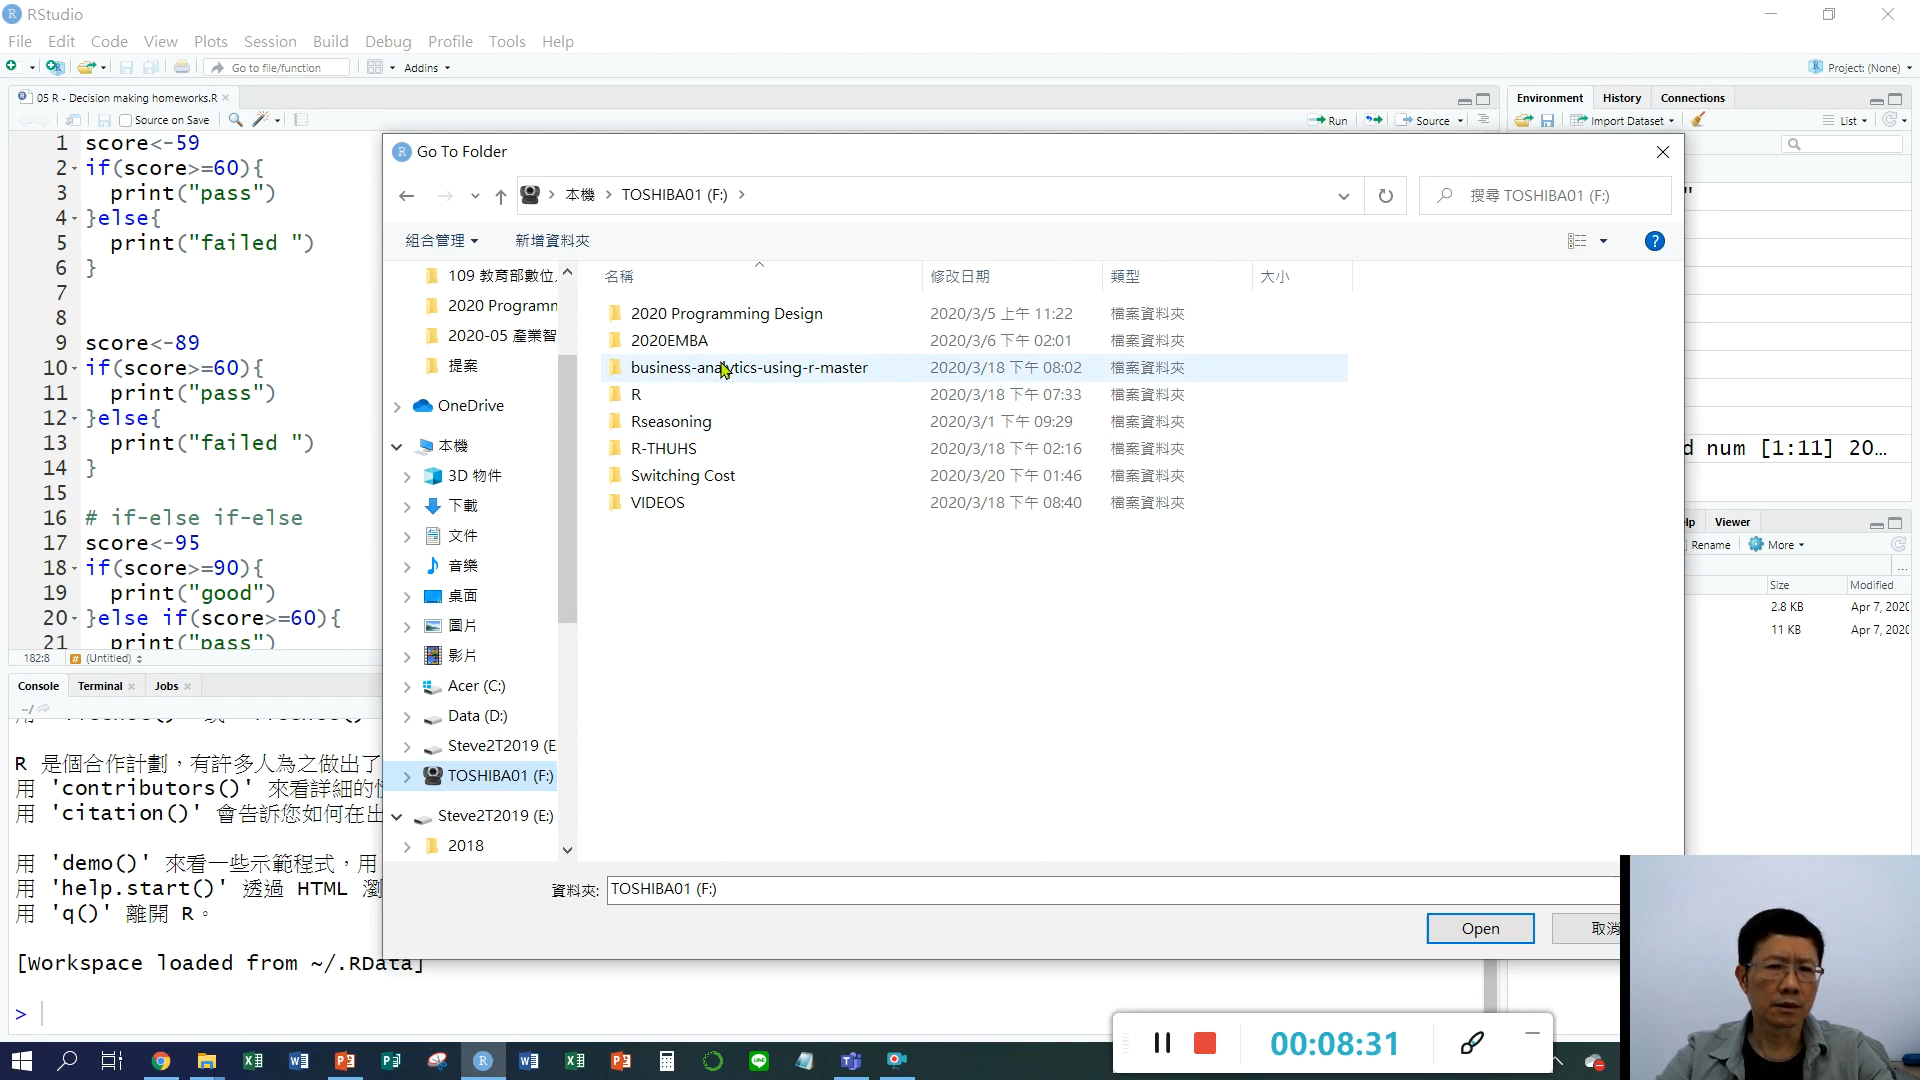 RStudio
File Edit Code View Plots Session Build Debug Profile Tools Help
Go to file/function Addins Project: (None)
05 R - Decision making homeworks.R
Source on Save Run Source
1 score<-59
2 if(score>=60){
3 print("pass")
4 }else{
5 print("failed ")
6 }
7
8
9 score<-89
10 if(score>=60){
11 print("pass")
12 }else{
13 print("failed ")
14 }
15
16 # if-else if-else
17 score<-95
18 if(score>=90){
19 print("good")
20 }else if(score>=60){
21 print("pass")
182:8 (Untitled)
Console Terminal Jobs
~/
R 是個合作計劃,有許多人為之做出了
用 'contributors()' 來看詳細的
用 'citation()' 會告訴您如何在出
用 'demo()' 來看一些示範程式,用
用 'help.start()' 透過 HTML 瀏
用 'q()' 離開 R。
[Workspace loaded from ~/.RData]
>
Go To Folder
本機 TOSHIBA01 (F:)
搜尋 TOSHIBA01 (F:)
組合管理 新增資料夾
109 教育部數位
2020 Programm
2020-05 產業智
提案
OneDrive
本機
3D 物件
下載
文件
音樂
桌面
圖片
影片
Acer (C:)
Data (D:)
Steve2T2019 (E
TOSHIBA01 (F:)
Steve2T2019 (E:)
2018
名稱 修改日期 類型 大小
2020 Programming Design 2020/3/5 上午 11:22 檔案資料夾
2020EMBA 2020/3/6 下午 02:01 檔案資料夾
business-analytics-using-r-master 2020/3/18 下午 08:02 檔案資料夾
R 2020/3/18 下午 07:33 檔案資料夾
Rseasoning 2020/3/1 下午 09:29 檔案資料夾
R-THUHS 2020/3/18 下午 02:16 檔案資料夾
Switching Cost 2020/3/20 下午 01:46 檔案資料夾
VIDEOS 2020/3/18 下午 08:40 檔案資料夾
資料夾: TOSHIBA01 (F:)
Open 取消
Environment History Connections
Import Dataset List
"
d num [1:11] 20...
lp Viewer
Rename More
...
Size Modified
2.8 KB Apr 7, 2020
11 KB Apr 7, 2020
00:08:31